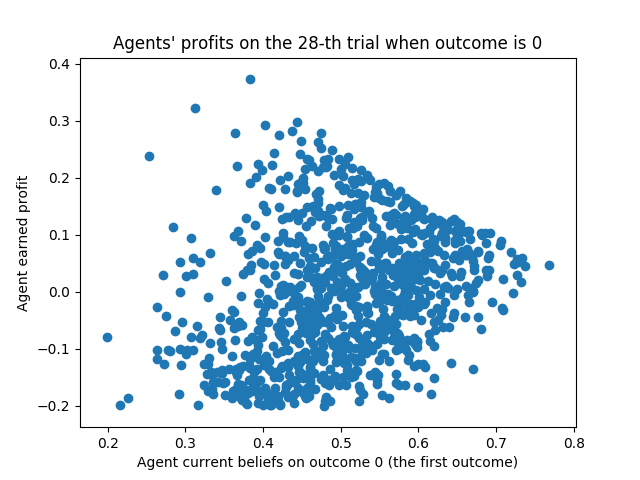 Agents' profits on the 28-th trial when outcome is 0
0.4
0.3
0.2
0.1
0.0
−0.1
−0.2
Agent earned profit
0.2 0.3 0.4 0.5 0.6 0.7 0.8
Agent current beliefs on outcome 0 (the first outcome)